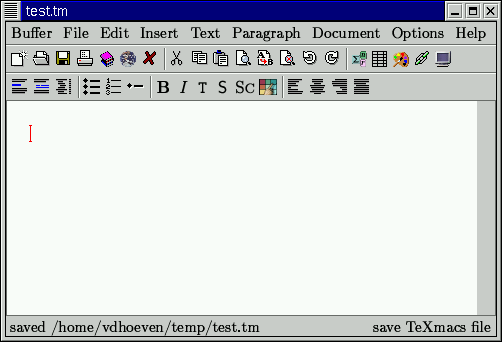 test.tm
Buffer File Edit Insert Text Paragraph Document Options Help
B I T S SC
saved /home/vdhoeven/temp/test.tm save TeXmacs file